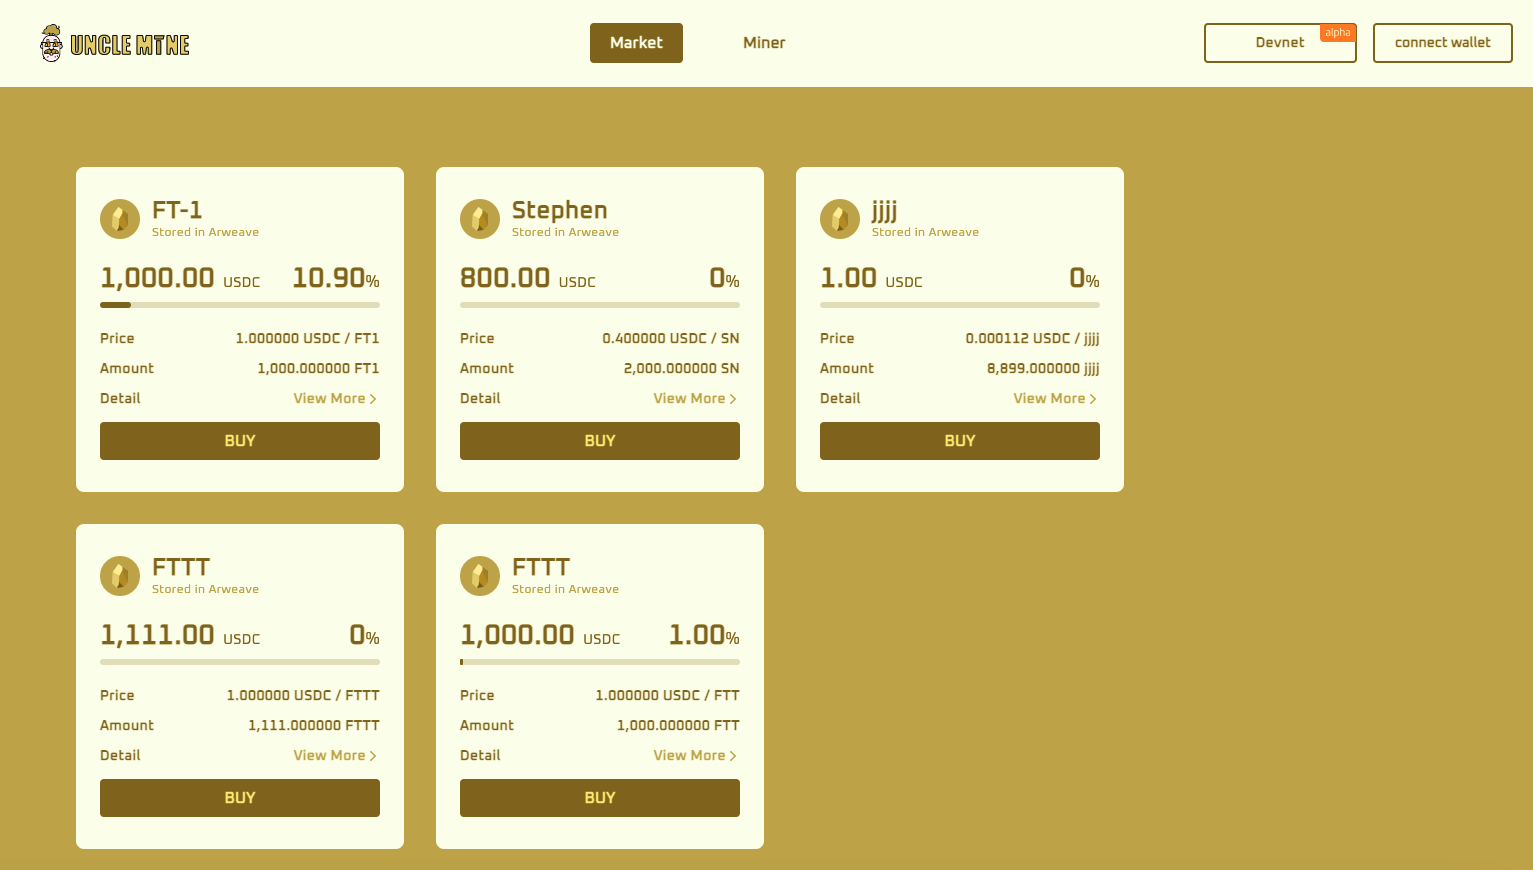 UNCLE MINE
Market
Miner
Devnet
alpha
connect wallet
FT-1
Stored in Arweave
1,000.00 USDC 10.90%
Price 1.000000 USDC / FT1
Amount 1,000.000000 FT1
Detail View More >
BUY
Stephen
Stored in Arweave
800.00 USDC 0%
Price 0.400000 USDC / SN
Amount 2,000.000000 SN
Detail View More >
BUY
jjjj
Stored in Arweave
1.00 USDC 0%
Price 0.000112 USDC / jjjj
Amount 8,899.000000 jjjj
Detail View More >
BUY
FTTT
Stored in Arweave
1,111.00 USDC 0%
Price 1.000000 USDC / FTTT
Amount 1,111.000000 FTTT
Detail View More >
BUY
FTTT
Stored in Arweave
1,000.00 USDC 1.00%
Price 1.000000 USDC / FTT
Amount 1,000.000000 FTT
Detail View More >
BUY